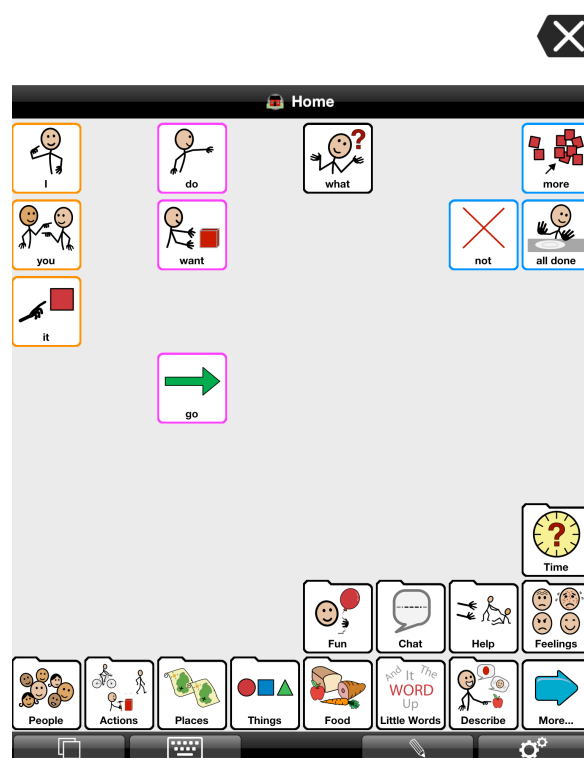 Home
I
do
what
?
more
you
want
not
all done
it
go
?
Time
Fun
Chat
Help
Feelings
And It The
WORD
Up
People
Actions
Places
Things
Food
Little Words
Describe
More...